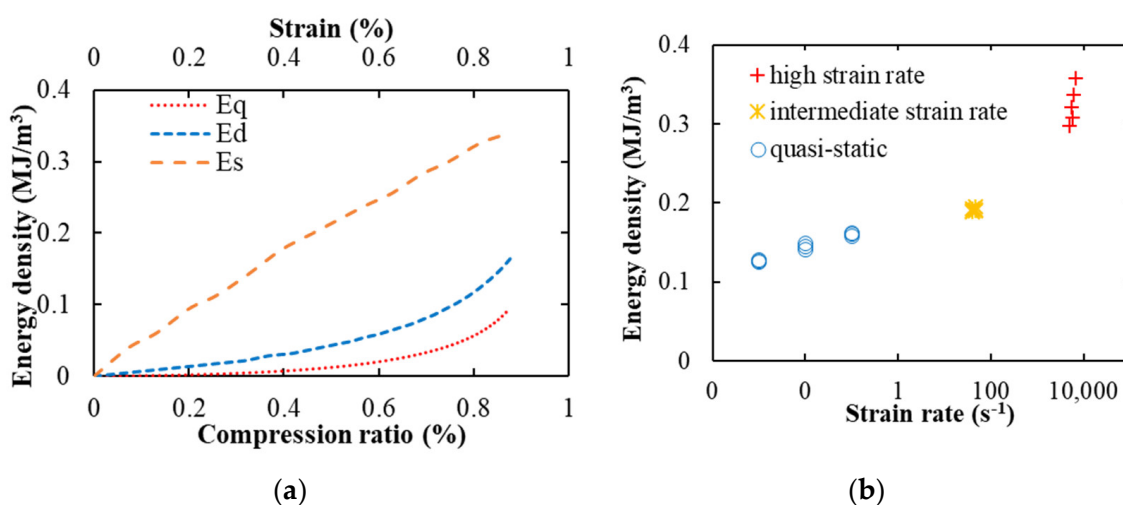 Strain (%)
0 0.2 0.4 0.6 0.8 1
Energy density (MJ/m³)
0.4
0.3
0.2
0.1
0
Eq
Ed
Es
0 0.2 0.4 0.6 0.8 1
Compression ratio (%)
(a)
Energy density (MJ/m³)
0.4
0.3
0.2
0.1
0
high strain rate
intermediate strain rate
quasi-static
0 0 1 100 10,000
Strain rate (s⁻¹)
(b)